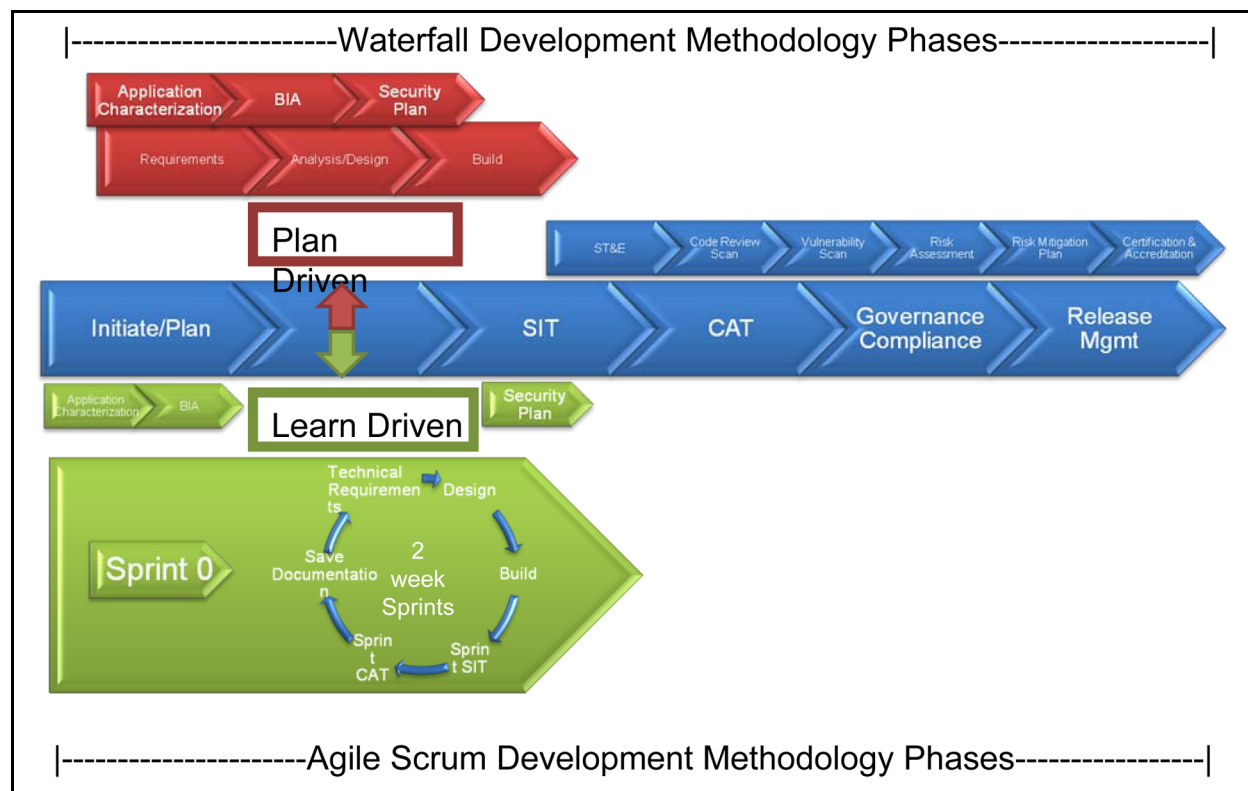 |-----------------------Waterfall Development Methodology Phases------------------|
Application
Characterization
BIA
Security
Plan
Requirements
Analysis/Design
Build
Plan
Driven
ST&E
Code Review
Scan
Vulnerability
Scan
Risk
Assessment
Risk Mitigation
Plan
Certification &
Accreditation
Initiate/Plan
SIT
CAT
Governance
Compliance
Release
Mgmt
Application
Characterization
BIA
Learn Driven
Security
Plan
Sprint 0
Technical
Requiremen
ts
Design
Build
Sprin
t SIT
Sprin
t
CAT
Save
Documentatio
n
2
week
Sprints
|---------------------Agile Scrum Development Methodology Phases----------------|